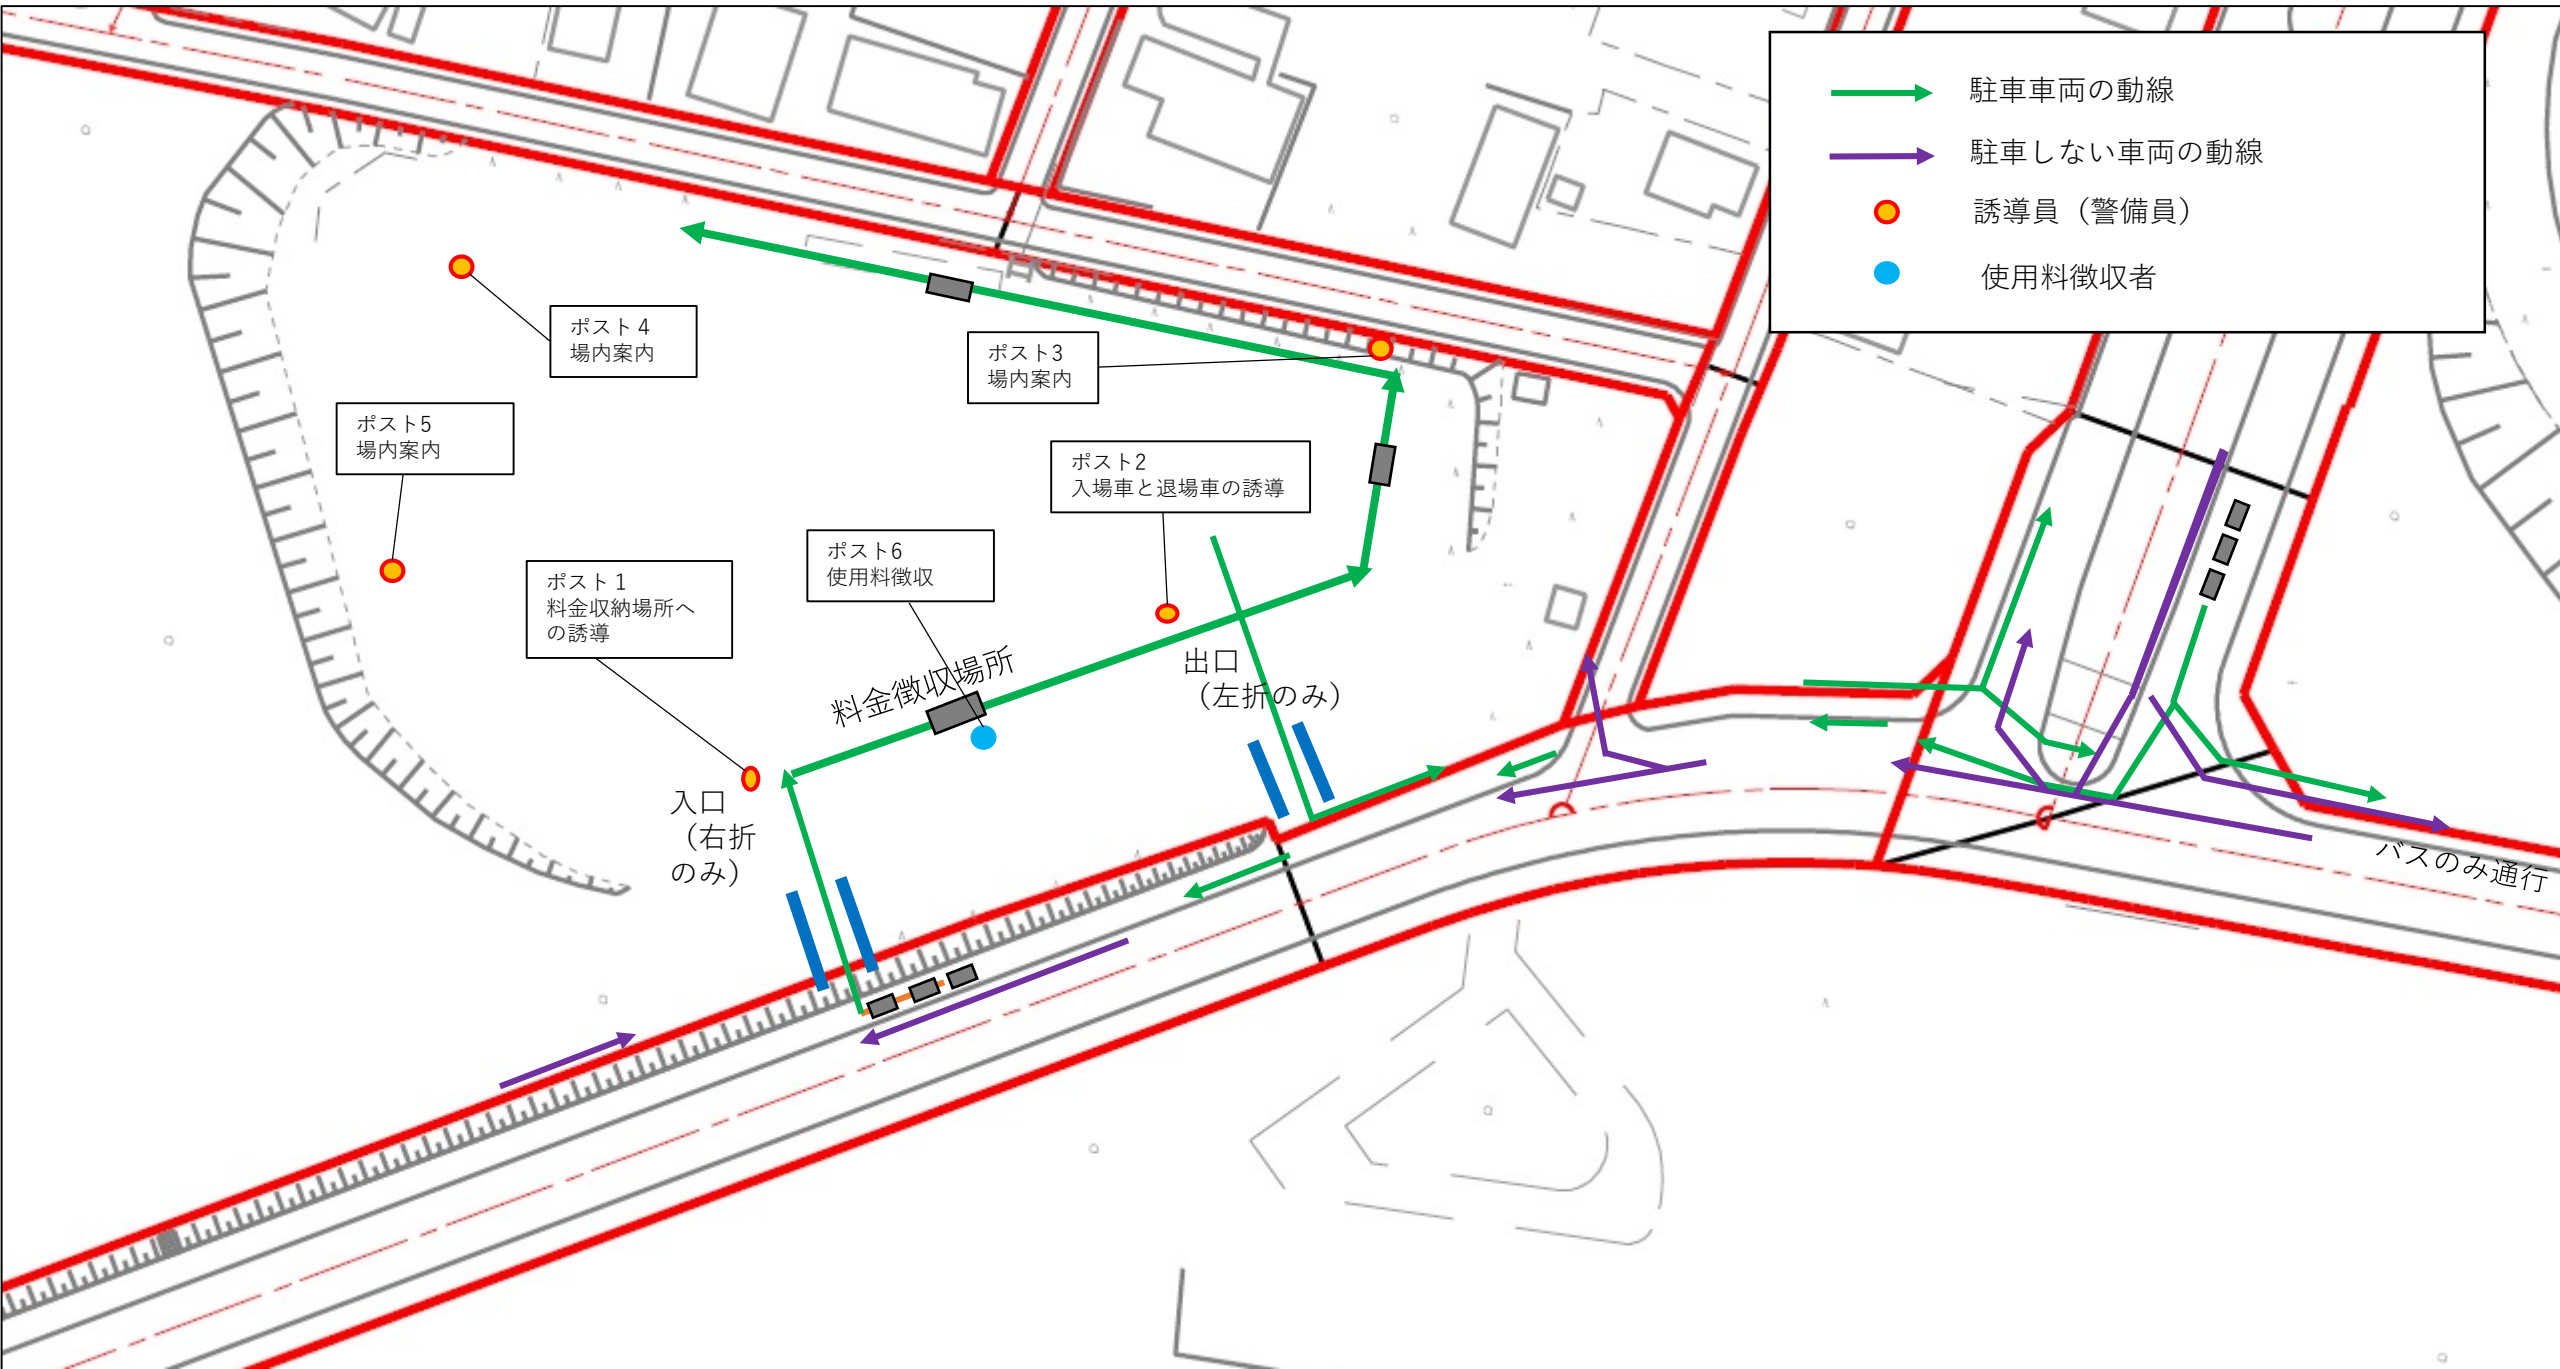 駐車車両の動線
駐車しない車両の動線
誘導員（警備員）
使用料徴収者
ポスト４
場内案内
ポスト3
場内案内
ポスト5
場内案内
ポスト2
入場車と退場車の誘導
ポスト6
使用料徴収
ポスト１
料金収納場所へ
の誘導
料金徴収場所
出口
（左折のみ）
入口
（右折
のみ）
バスのみ通行